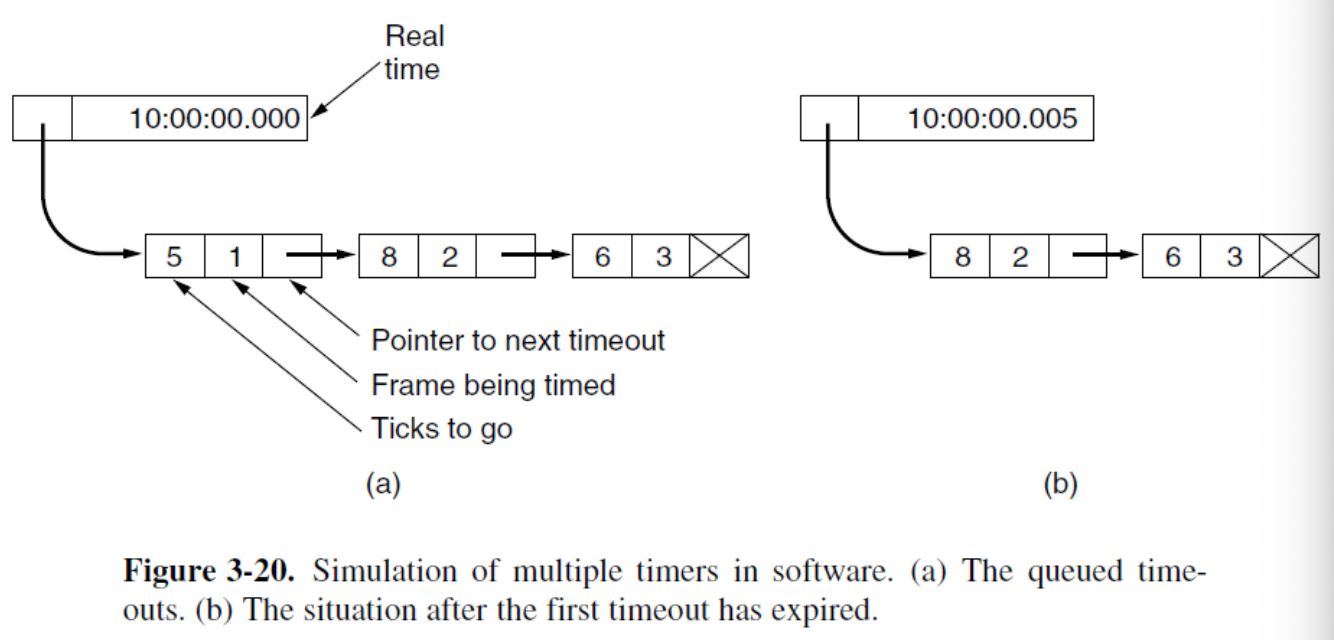 Real
time
10:00:00.000
10:00:00.005
5 1 8 2 6 3
8 2 6 3
Pointer to next timeout
Frame being timed
Ticks to go
(a)
(b)
Figure 3-20. Simulation of multiple timers in software. (a) The queued time-
outs. (b) The situation after the first timeout has expired.